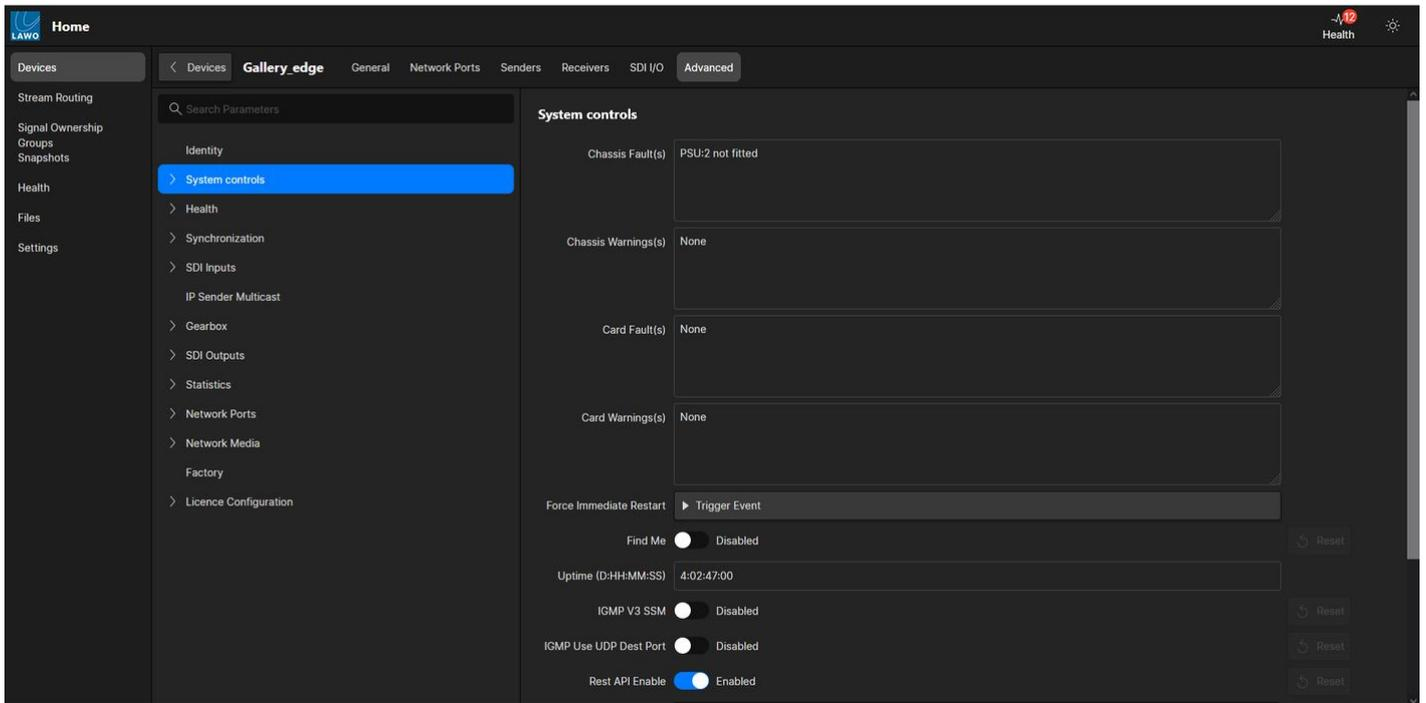 LAWO
Home
12
Health
Devices
Stream Routing
Signal Ownership
Groups
Snapshots
Health
Files
Settings
Devices
Gallery_edge
General
Network Ports
Senders
Receivers
SDI I/O
Advanced
Search Parameters
Identity
System controls
Health
Synchronization
SDI Inputs
IP Sender Multicast
Gearbox
SDI Outputs
Statistics
Network Ports
Network Media
Factory
Licence Configuration
System controls
Chassis Fault(s) PSU:2 not fitted
Chassis Warnings(s) None
Card Fault(s) None
Card Warnings(s) None
Force Immediate Restart Trigger Event
Find Me Disabled Reset
Uptime (D:HH:MM:SS) 4:02:47:00
IGMP V3 SSM Disabled Reset
IGMP Use UDP Dest Port Disabled Reset
Rest API Enable Enabled Reset